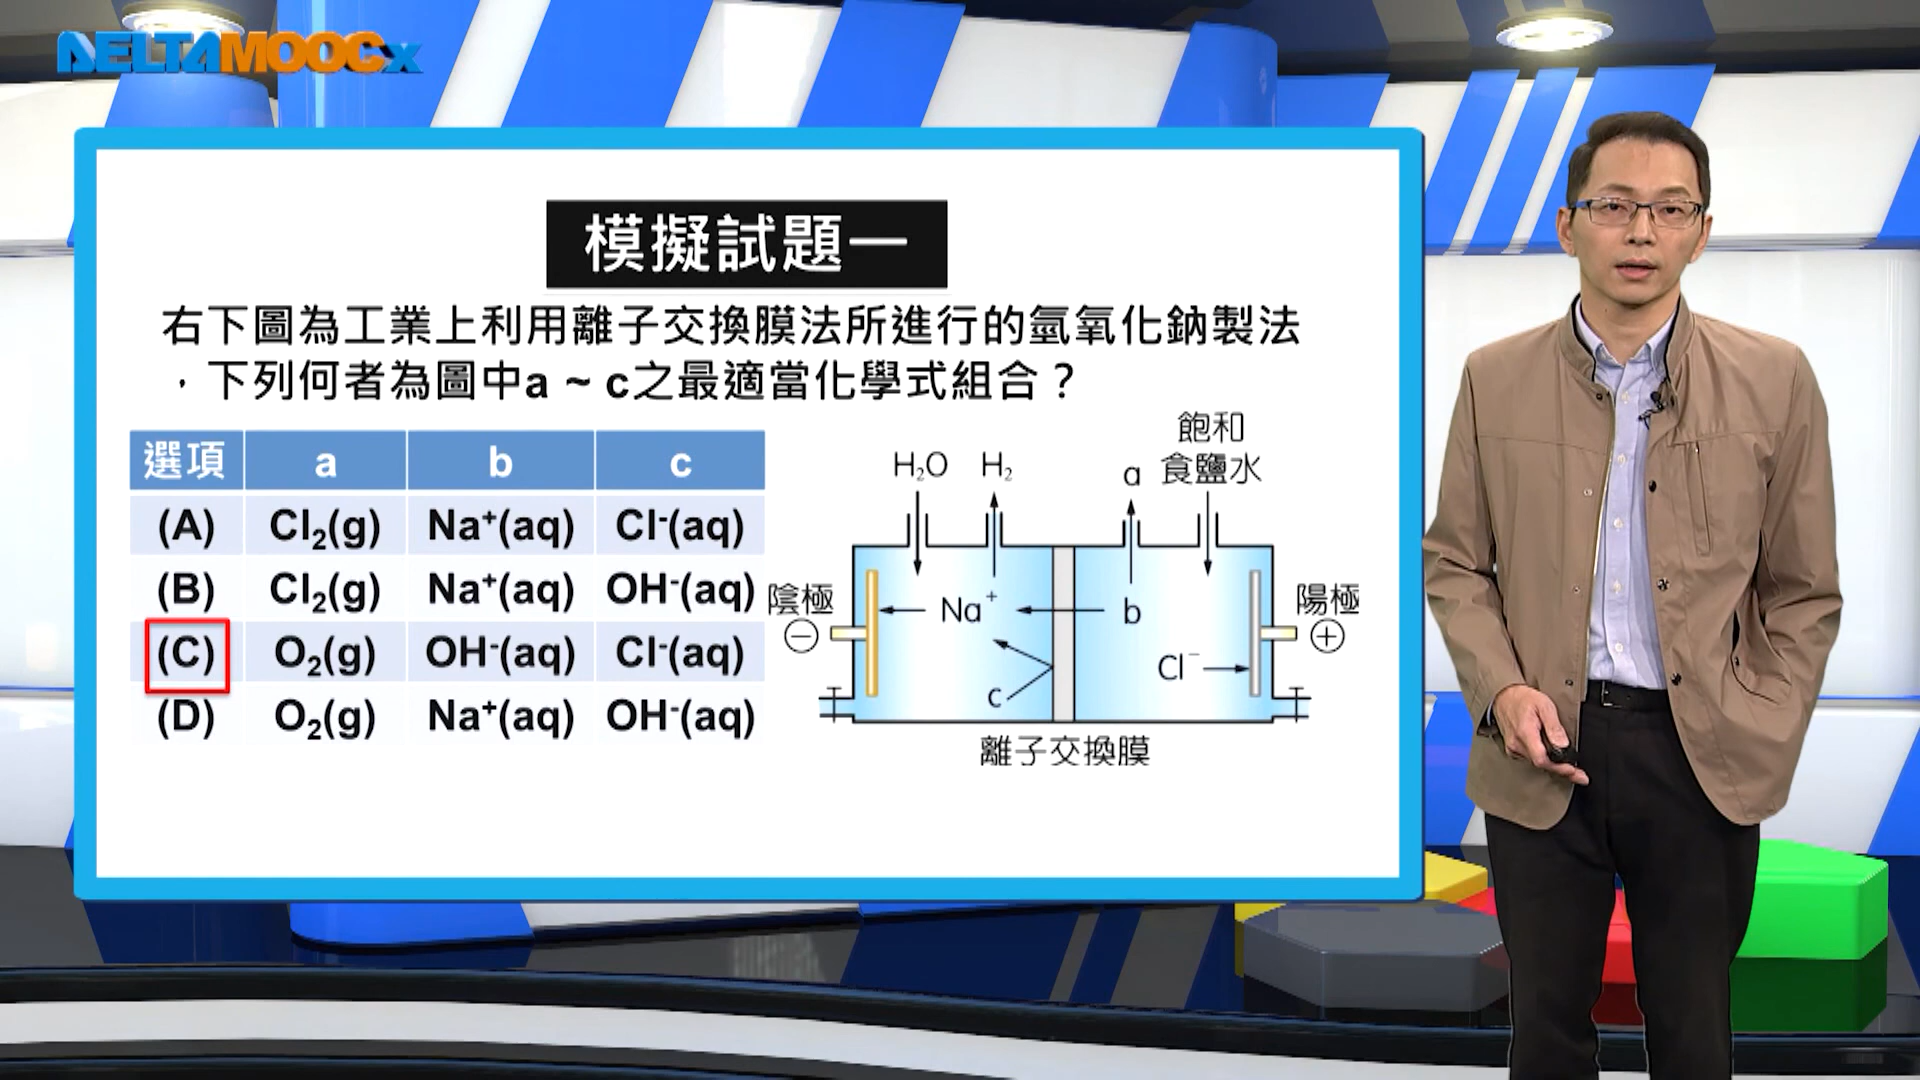 DELTAMOOCx
模擬試題一
右下圖為工業上利用離子交換膜法所進行的氫氧化鈉製法
，下列何者為圖中a ~ c之最適當化學式組合？
選項 a b c
(A) Cl₂(g) Na⁺(aq) Cl⁻(aq)
(B) Cl₂(g) Na⁺(aq) OH⁻(aq)
(C) O₂(g) OH⁻(aq) Cl⁻(aq)
(D) O₂(g) Na⁺(aq) OH⁻(aq)
飽和
H₂O H₂ a 食鹽水
陰極 Na⁺ b 陽極
⊖ ⊕
Cl⁻
c
離子交換膜